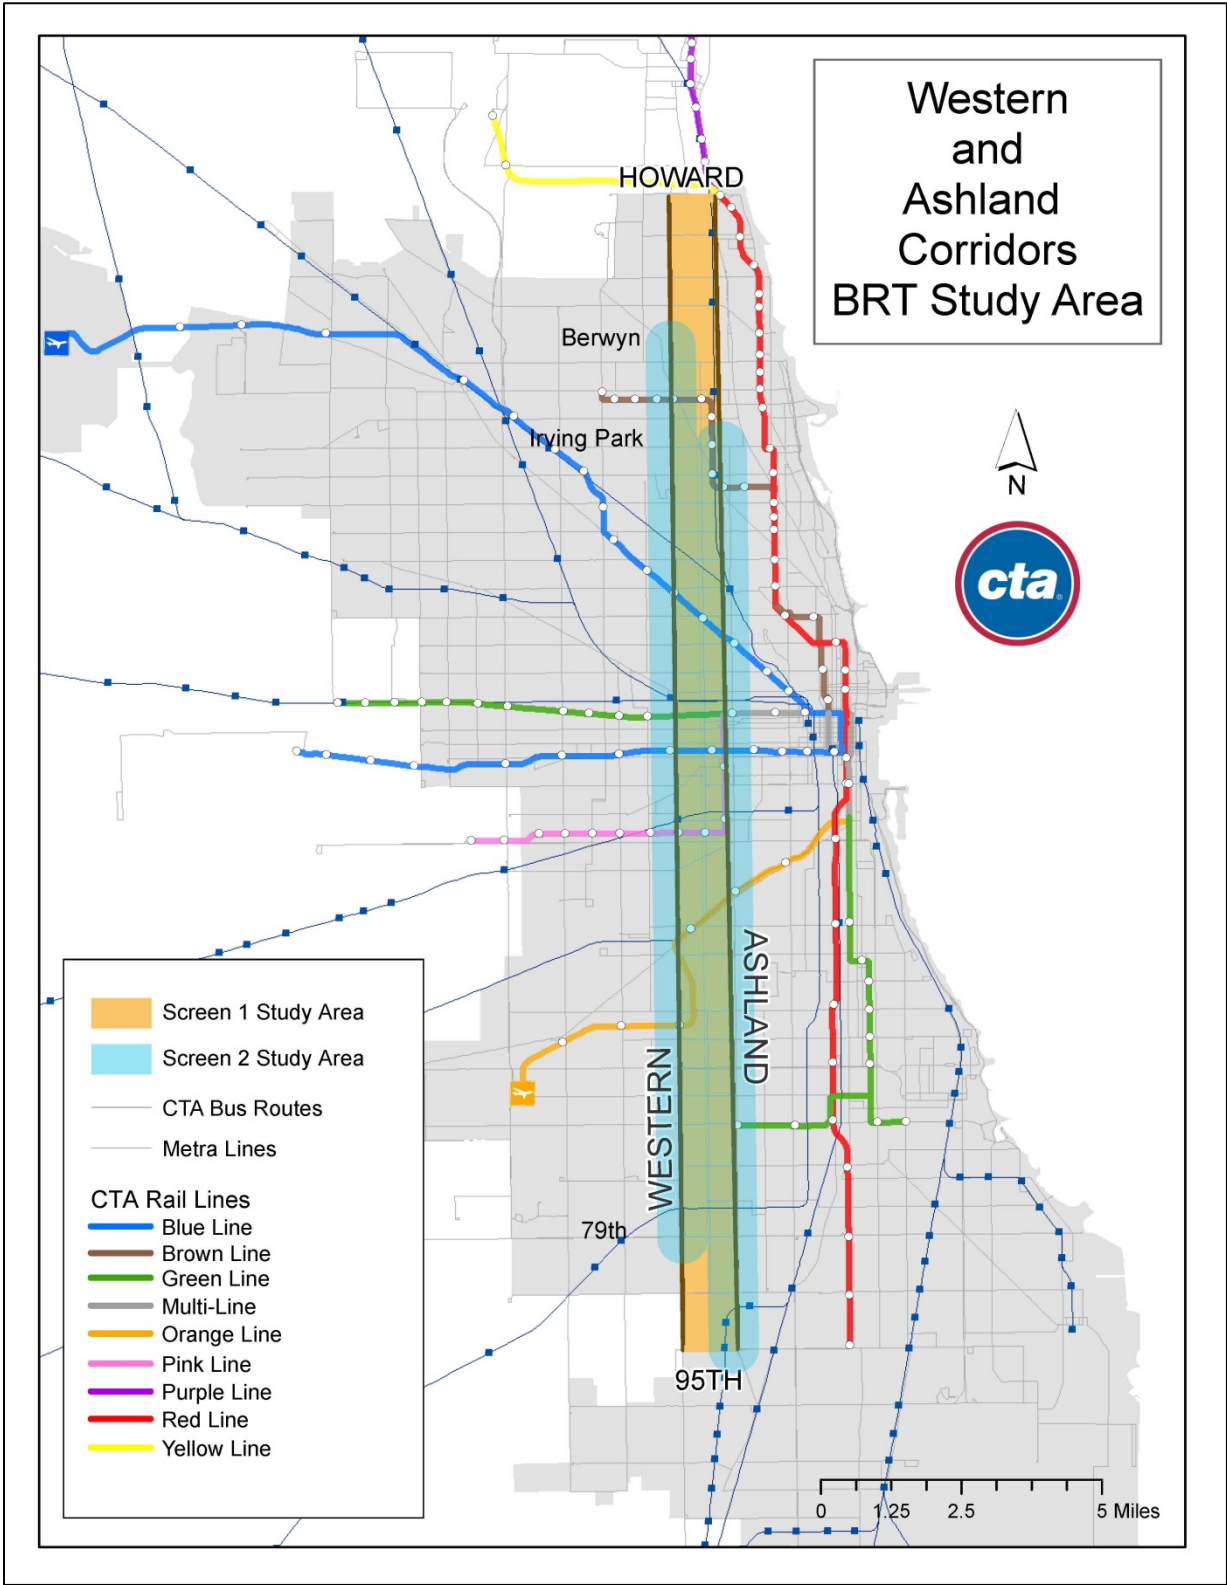 Western
and
Ashland
Corridors
BRT Study Area
HOWARD
Berwyn
Irving Park
N
cta
ASHLAND
WESTERN
79th
95TH
Screen 1 Study Area
Screen 2 Study Area
CTA Bus Routes
Metra Lines
CTA Rail Lines
Blue Line
Brown Line
Green Line
Multi-Line
Orange Line
Pink Line
Purple Line
Red Line
Yellow Line
0 1.25 2.5 5 Miles